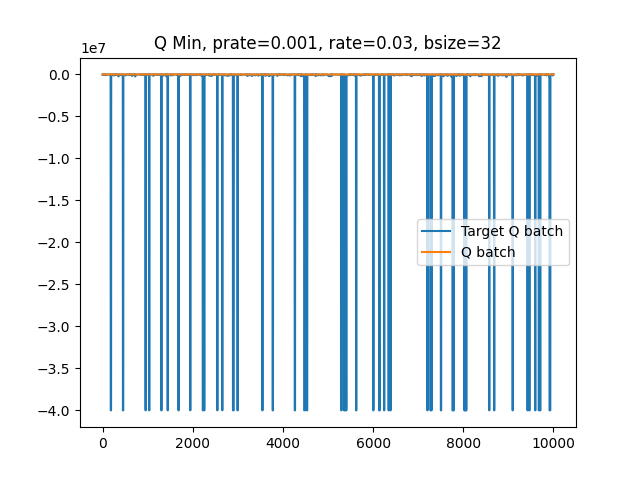 Q Min, prate=0.001, rate=0.03, bsize=32
1e7
0.0
−0.5
−1.0
−1.5
−2.0
−2.5
−3.0
−3.5
−4.0
Target Q batch
Q batch
0 2000 4000 6000 8000 10000